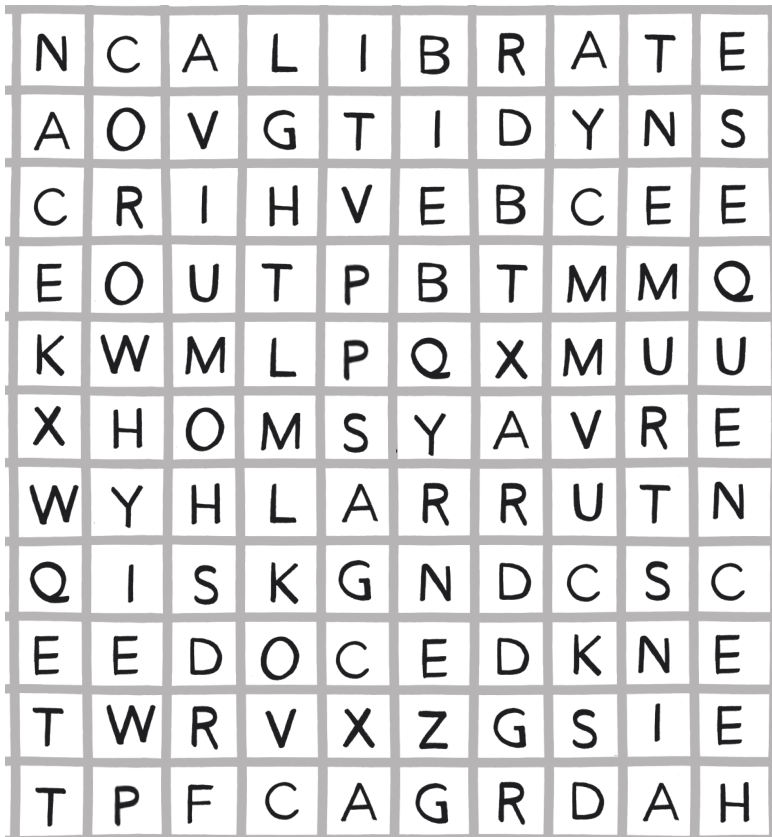 N C A L I B R A T E
A O V G T I D Y N S
C R I H V E B C E E
E O U T P B T M M Q
K W M L P Q X M U U
X H O M S Y A V R E
W Y H L A R R U T N
Q I S K G N D C S C
E E D O C E D K N E
T W R V X Z G S I E
T P F C A G R D A H